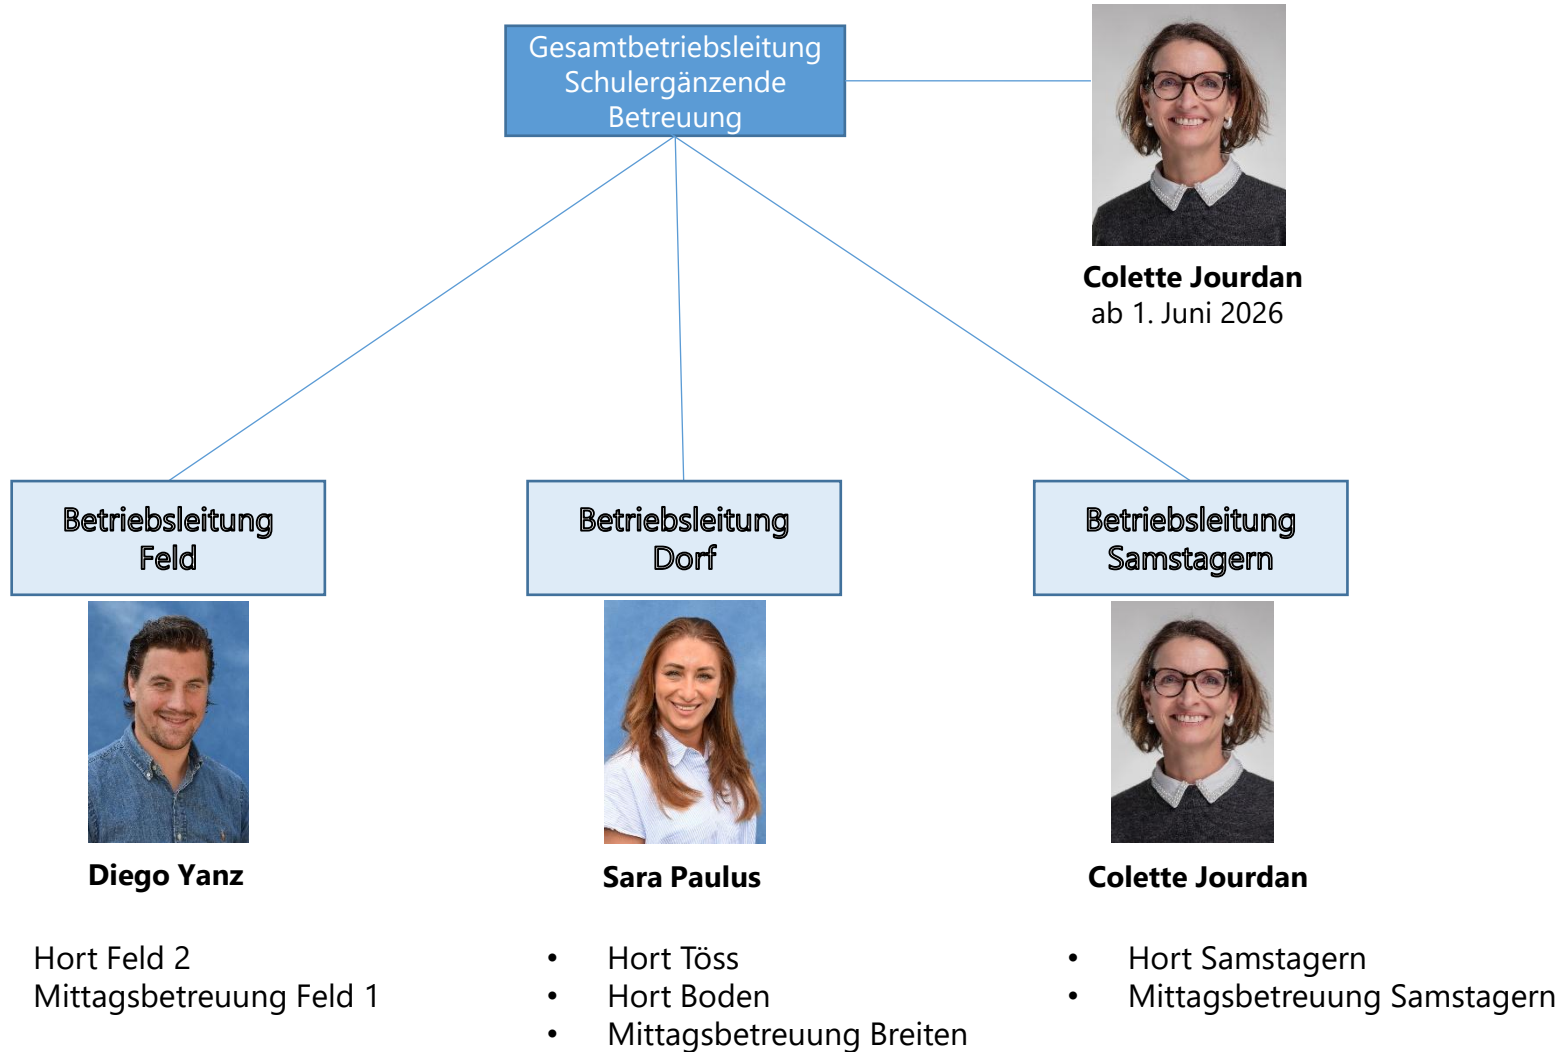 Gesamtbetriebsleitung
Schulergänzende
Betreuung
Colette Jourdan
ab 1. Juni 2026
Betriebsleitung
Feld
Betriebsleitung
Dorf
Betriebsleitung
Samstagern
Diego Yanz
Sara Paulus
Colette Jourdan
Hort Feld 2
Mittagsbetreuung Feld 1
• Hort Töss
• Hort Boden
• Mittagsbetreuung Breiten
• Hort Samstagern
• Mittagsbetreuung Samstagern